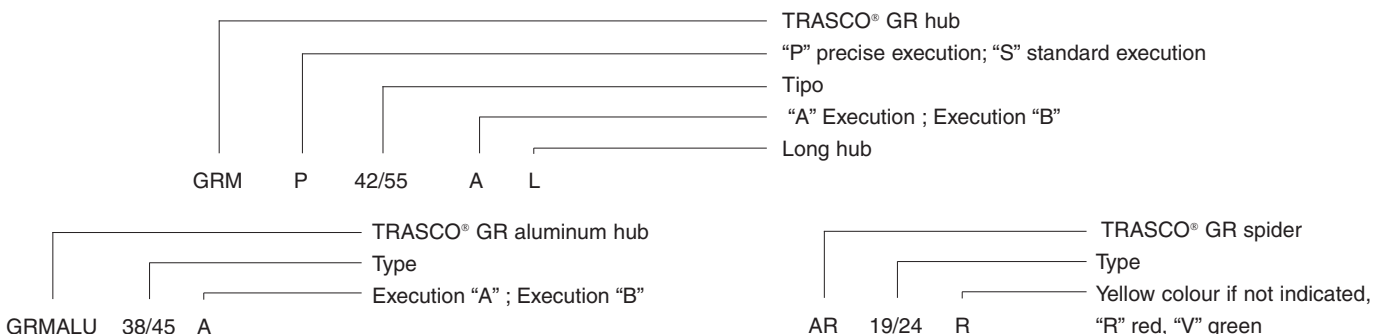 TRASCO® GR hub
“P” precise execution; “S” standard execution
Tipo
“A” Execution ; Execution “B”
Long hub
GRM P 42/55 A L
TRASCO® GR aluminum hub
Type
Execution “A” ; Execution “B”
GRMALU 38/45 A
TRASCO® GR spider
Type
Yellow colour if not indicated,
AR 19/24 R “R” red, “V” green